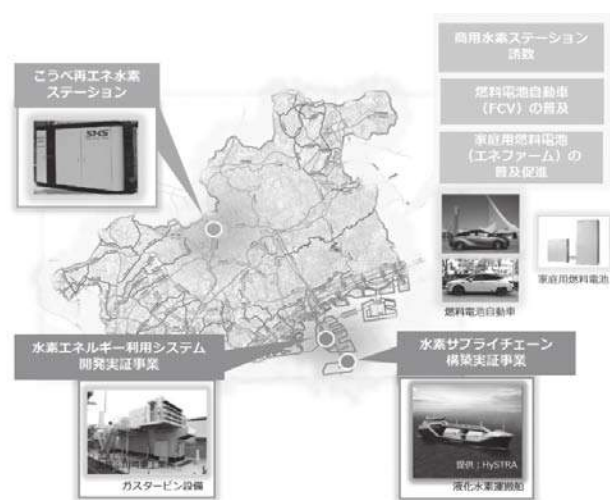 こうべ再エネ水素
ステーション
SHS
商用水素ステーション
誘致
燃料電池自動車
（FCV）の普及
家庭用燃料電池
（エネファーム）の
普及促進
家庭用燃料電池
燃料電池自動車
水素エネルギー利用システム
開発実証事業
ガスタービン設備
水素サプライチェーン
構築実証事業
提供：HySTRA
液化水素運搬船